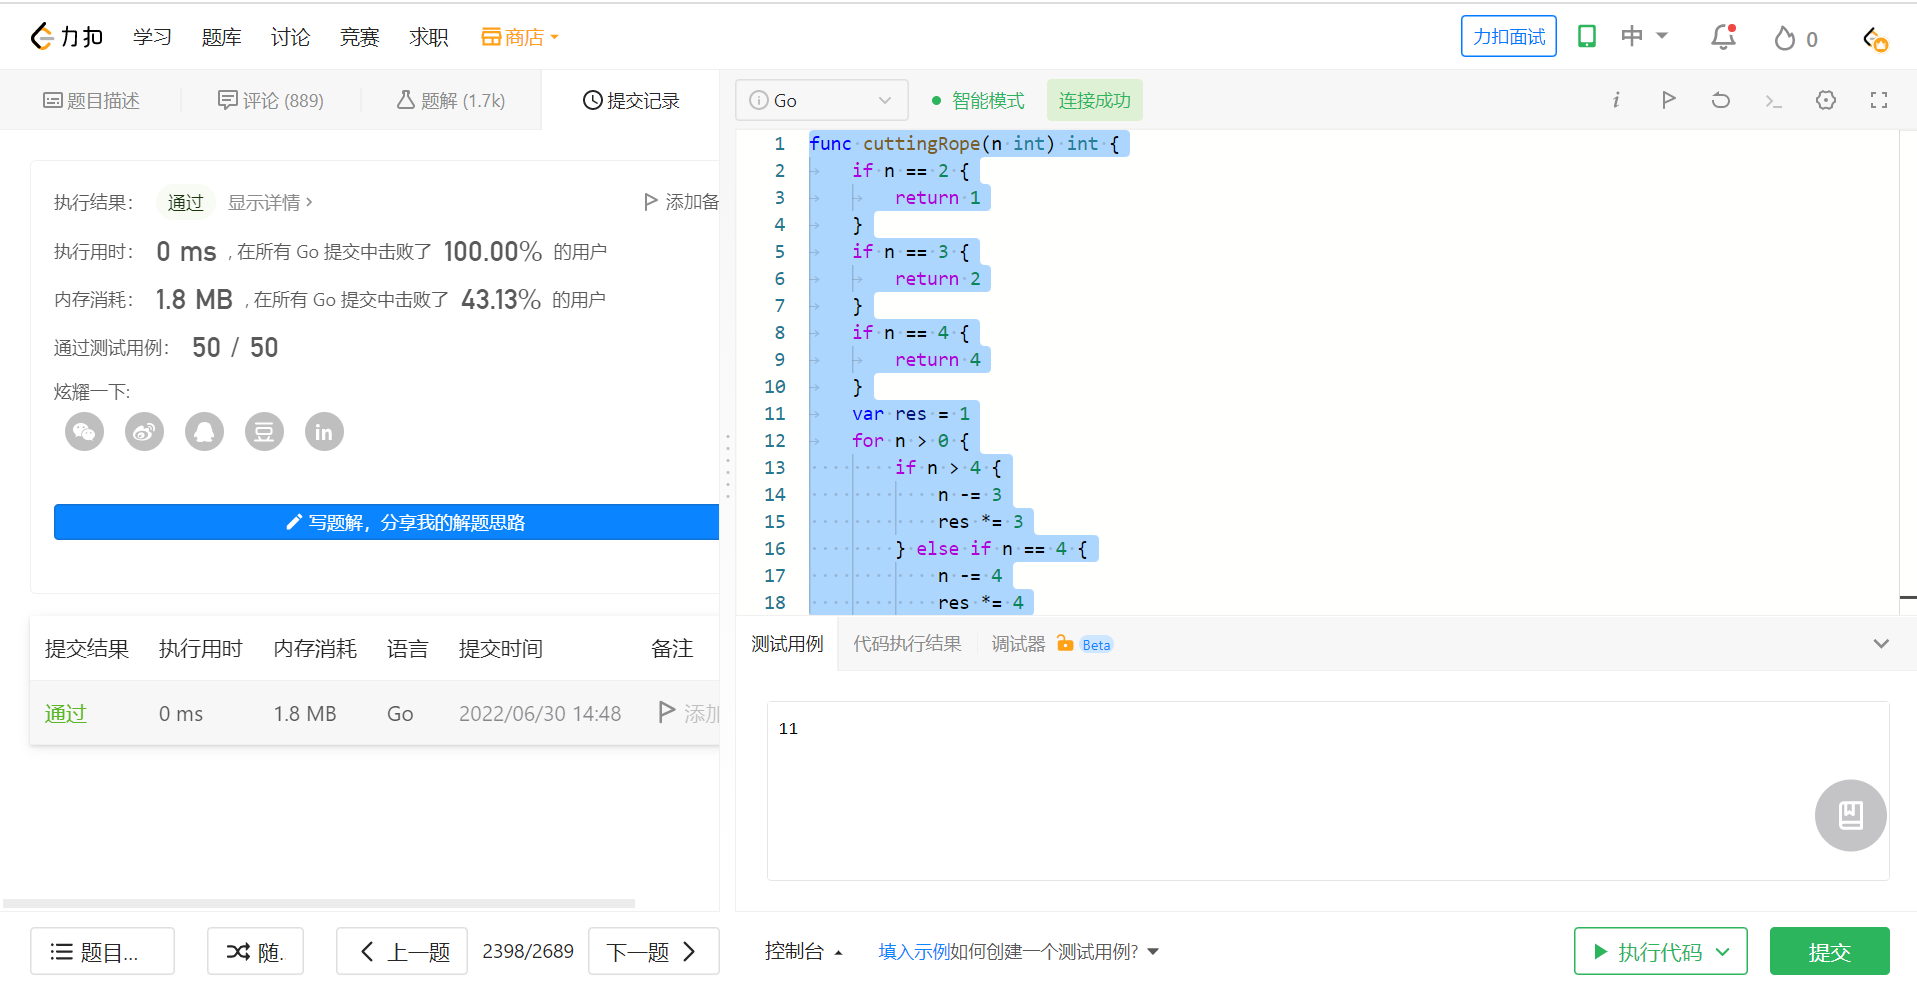 力扣 学习 题库 讨论 竞赛 求职 商店 力扣面试 中 0
题目描述 评论 (889) 题解 (1.7k) 提交记录
执行结果： 通过 显示详情 > 添加备
执行用时： 0 ms , 在所有 Go 提交中击败了 100.00% 的用户
内存消耗： 1.8 MB , 在所有 Go 提交中击败了 43.13% 的用户
通过测试用例： 50 / 50
炫耀一下:
豆 in
写题解，分享我的解题思路
提交结果 执行用时 内存消耗 语言 提交时间 备注
通过 0 ms 1.8 MB Go 2022/06/30 14:48 添加
题目... 随. 上一题 2398/2689 下一题
i Go 智能模式 连接成功 i
1 func cuttingRope(n int) int {
2 if n == 2 {
3 return 1
4 }
5 if n == 3 {
6 return 2
7 }
8 if n == 4 {
9 return 4
10 }
11 var res = 1
12 for n > 0 {
13 if n > 4 {
14 n -= 3
15 res *= 3
16 } else if n == 4 {
17 n -= 4
18 res *= 4
测试用例 代码执行结果 调试器 Beta
11
控制台 填入示例如何创建一个测试用例? 执行代码 提交